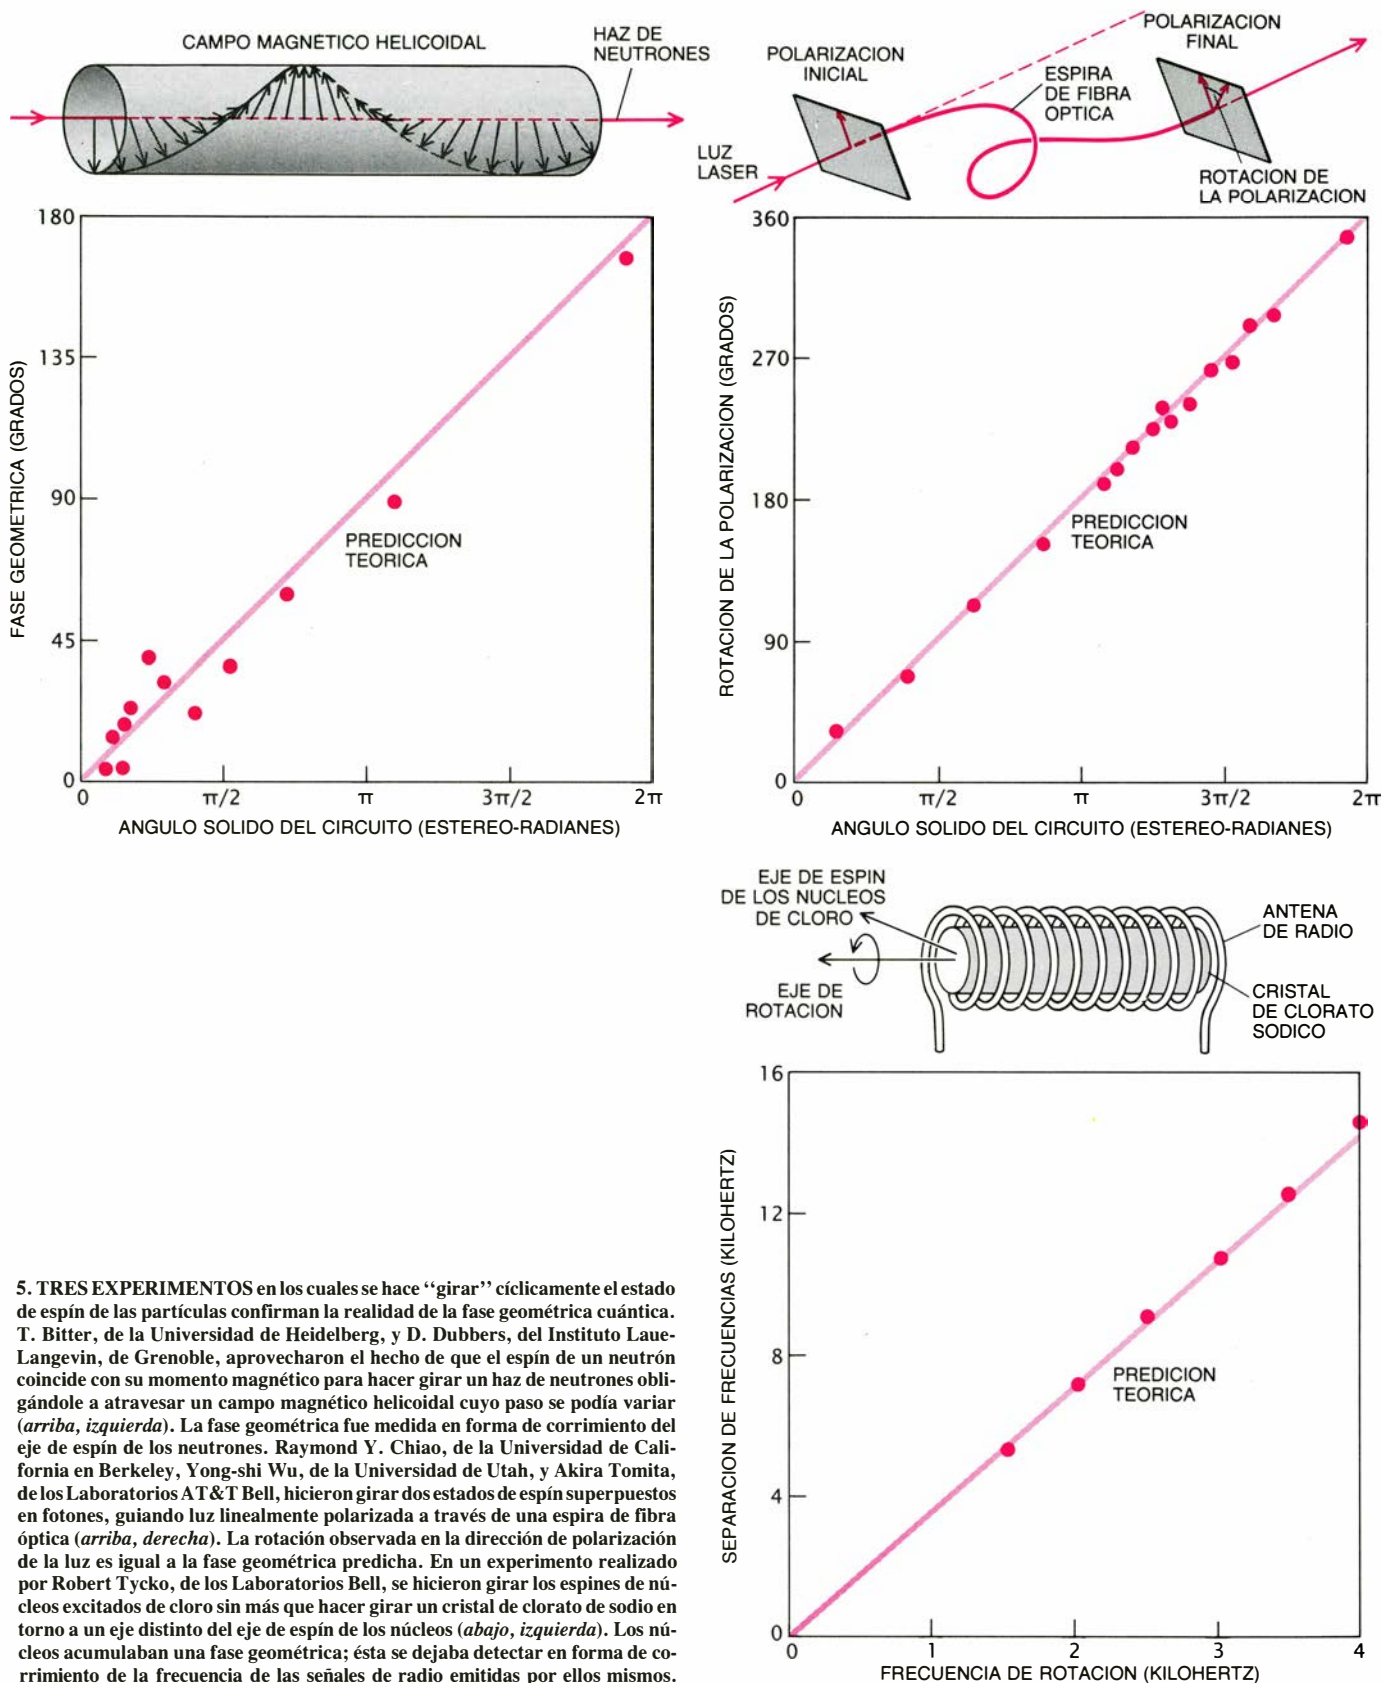 CAMPO MAGNETICO HELICOIDAL
HAZ DE
NEUTRONES
FASE GEOMETRICA (GRADOS)
180
135
90
45
0
PREDICCION
TEORICA
0
π/2
π
3π/2
2π
ANGULO SOLIDO DEL CIRCUITO (ESTEREO-RADIANES)
POLARIZACION
INICIAL
LUZ
LASER
ESPIRA
DE FIBRA
OPTICA
POLARIZACION
FINAL
ROTACION DE
LA POLARIZACION
ROTACION DE LA POLARIZACION (GRADOS)
360
270
180
90
0
PREDICCION
TEORICA
0
π/2
π
3π/2
2π
ANGULO SOLIDO DEL CIRCUITO (ESTEREO-RADIANES)
EJE DE ESPIN
DE LOS NUCLEOS
DE CLORO
EJE DE
ROTACION
ANTENA
DE RADIO
CRISTAL
DE CLORATO
SODICO
SEPARACION DE FRECUENCIAS (KILOHERTZ)
16
12
8
4
0
PREDICION
TEORICA
0
1
2
3
4
FRECUENCIA DE ROTACION (KILOHERTZ)
5. TRES EXPERIMENTOS en los cuales se hace “girar” cíclicamente el estado
de espín de las partículas confirman la realidad de la fase geométrica cuántica.
T. Bitter, de la Universidad de Heidelberg, y D. Dubbers, del Instituto Laue-
Langevin, de Grenoble, aprovecharon el hecho de que el espín de un neutrón
coincide con su momento magnético para hacer girar un haz de neutrones obli-
gándole a atravesar un campo magnético helicoidal cuyo paso se podía variar
(arriba, izquierda). La fase geométrica fue medida en forma de corrimiento del
eje de espín de los neutrones. Raymond Y. Chiao, de la Universidad de Cali-
fornia en Berkeley, Yong-shi Wu, de la Universidad de Utah, y Akira Tomita,
de los Laboratorios AT&T Bell, hicieron girar dos estados de espín superpuestos
en fotones, guiando luz linealmente polarizada a través de una espira de fibra
óptica (arriba, derecha). La rotación observada en la dirección de polarización
de la luz es igual a la fase geométrica predicha. En un experimento realizado
por Robert Tycko, de los Laboratorios Bell, se hicieron girar los espines de nú-
cleos excitados de cloro sin más que hacer girar un cristal de clorato de sodio en
torno a un eje distinto del eje de espín de los núcleos (abajo, izquierda). Los nú-
cleos acumulaban una fase geométrica; ésta se dejaba detectar en forma de co-
rrimiento de la frecuencia de las señales de radio emitidas por ellos mismos.